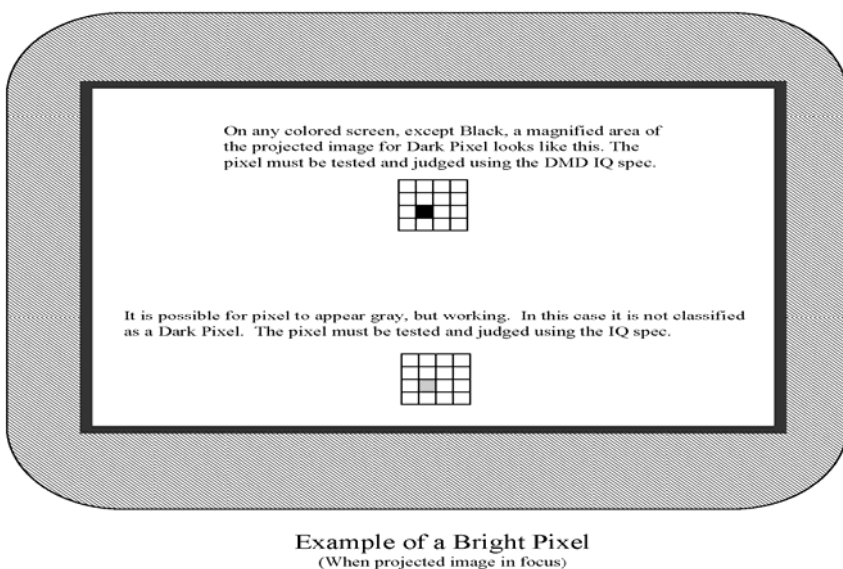 On any colored screen, except Black, a magnified area of
the projected image for Dark Pixel looks like this. The
pixel must be tested and judged using the DMD IQ spec.
It is possible for pixel to appear gray, but working. In this case it is not classified
as a Dark Pixel. The pixel must be tested and judged using the IQ spec.
Example of a Bright Pixel
(When projected image in focus)